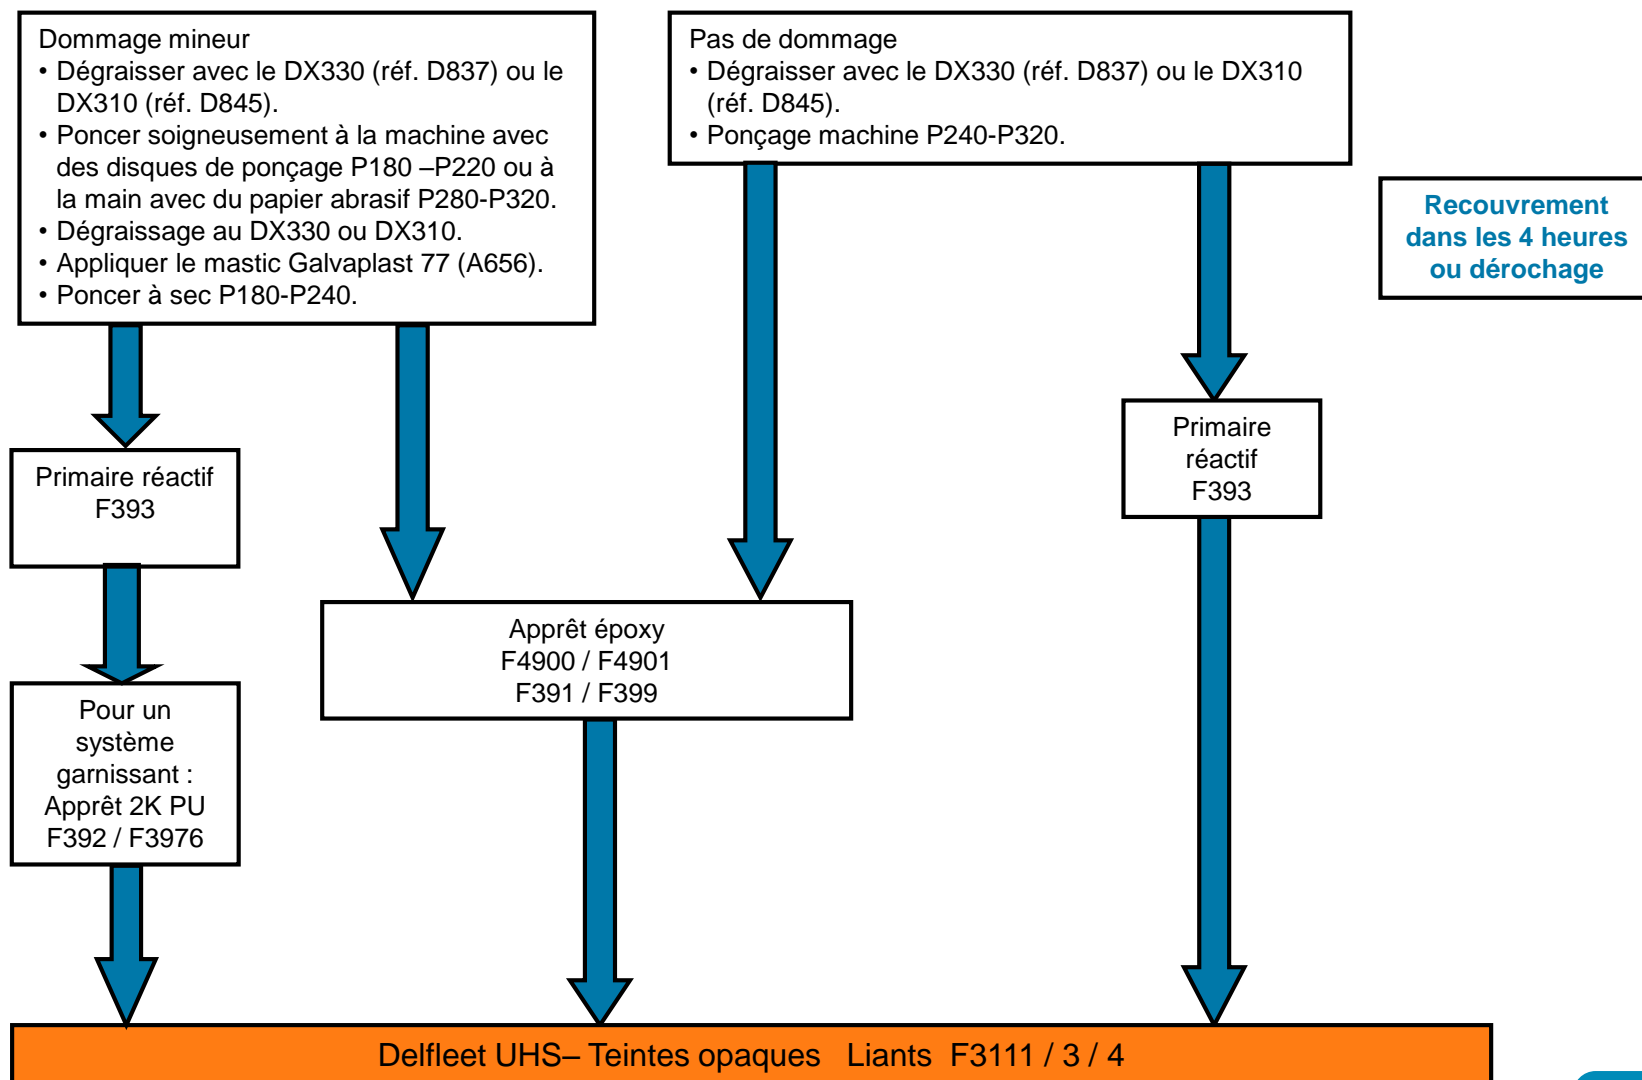 Dommage mineur
• Dégraisser avec le DX330 (réf. D837) ou le
DX310 (réf. D845).
• Poncer soigneusement à la machine avec
des disques de ponçage P180 –P220 ou à
la main avec du papier abrasif P280-P320.
• Dégraissage au DX330 ou DX310.
• Appliquer le mastic Galvaplast 77 (A656).
• Poncer à sec P180-P240.
Pas de dommage
• Dégraisser avec le DX330 (réf. D837) ou le DX310
(réf. D845).
• Ponçage machine P240-P320.
Recouvrement
dans les 4 heures
ou dérochage
Primaire réactif
F393
Primaire
réactif
F393
Apprêt époxy
F4900 / F4901
F391 / F399
Pour un
système
garnissant :
Apprêt 2K PU
F392 / F3976
Delfleet UHS– Teintes opaques Liants F3111 / 3 / 4